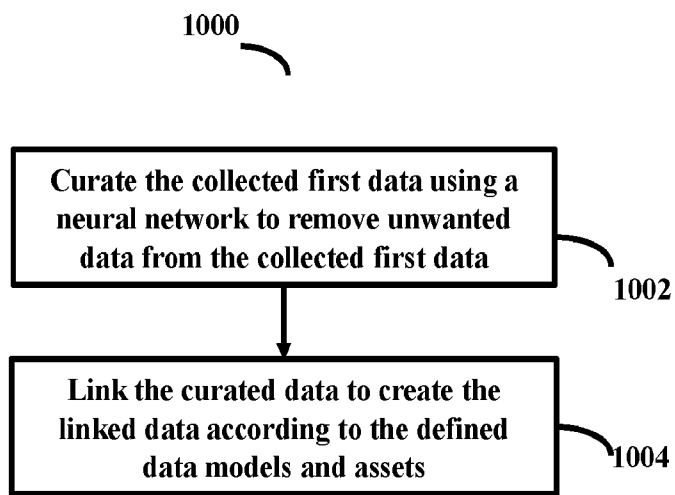 1000
Curate the collected first data using a
neural network to remove unwanted
data from the collected first data
1002
Link the curated data to create the
linked data according to the defined
data models and assets
1004